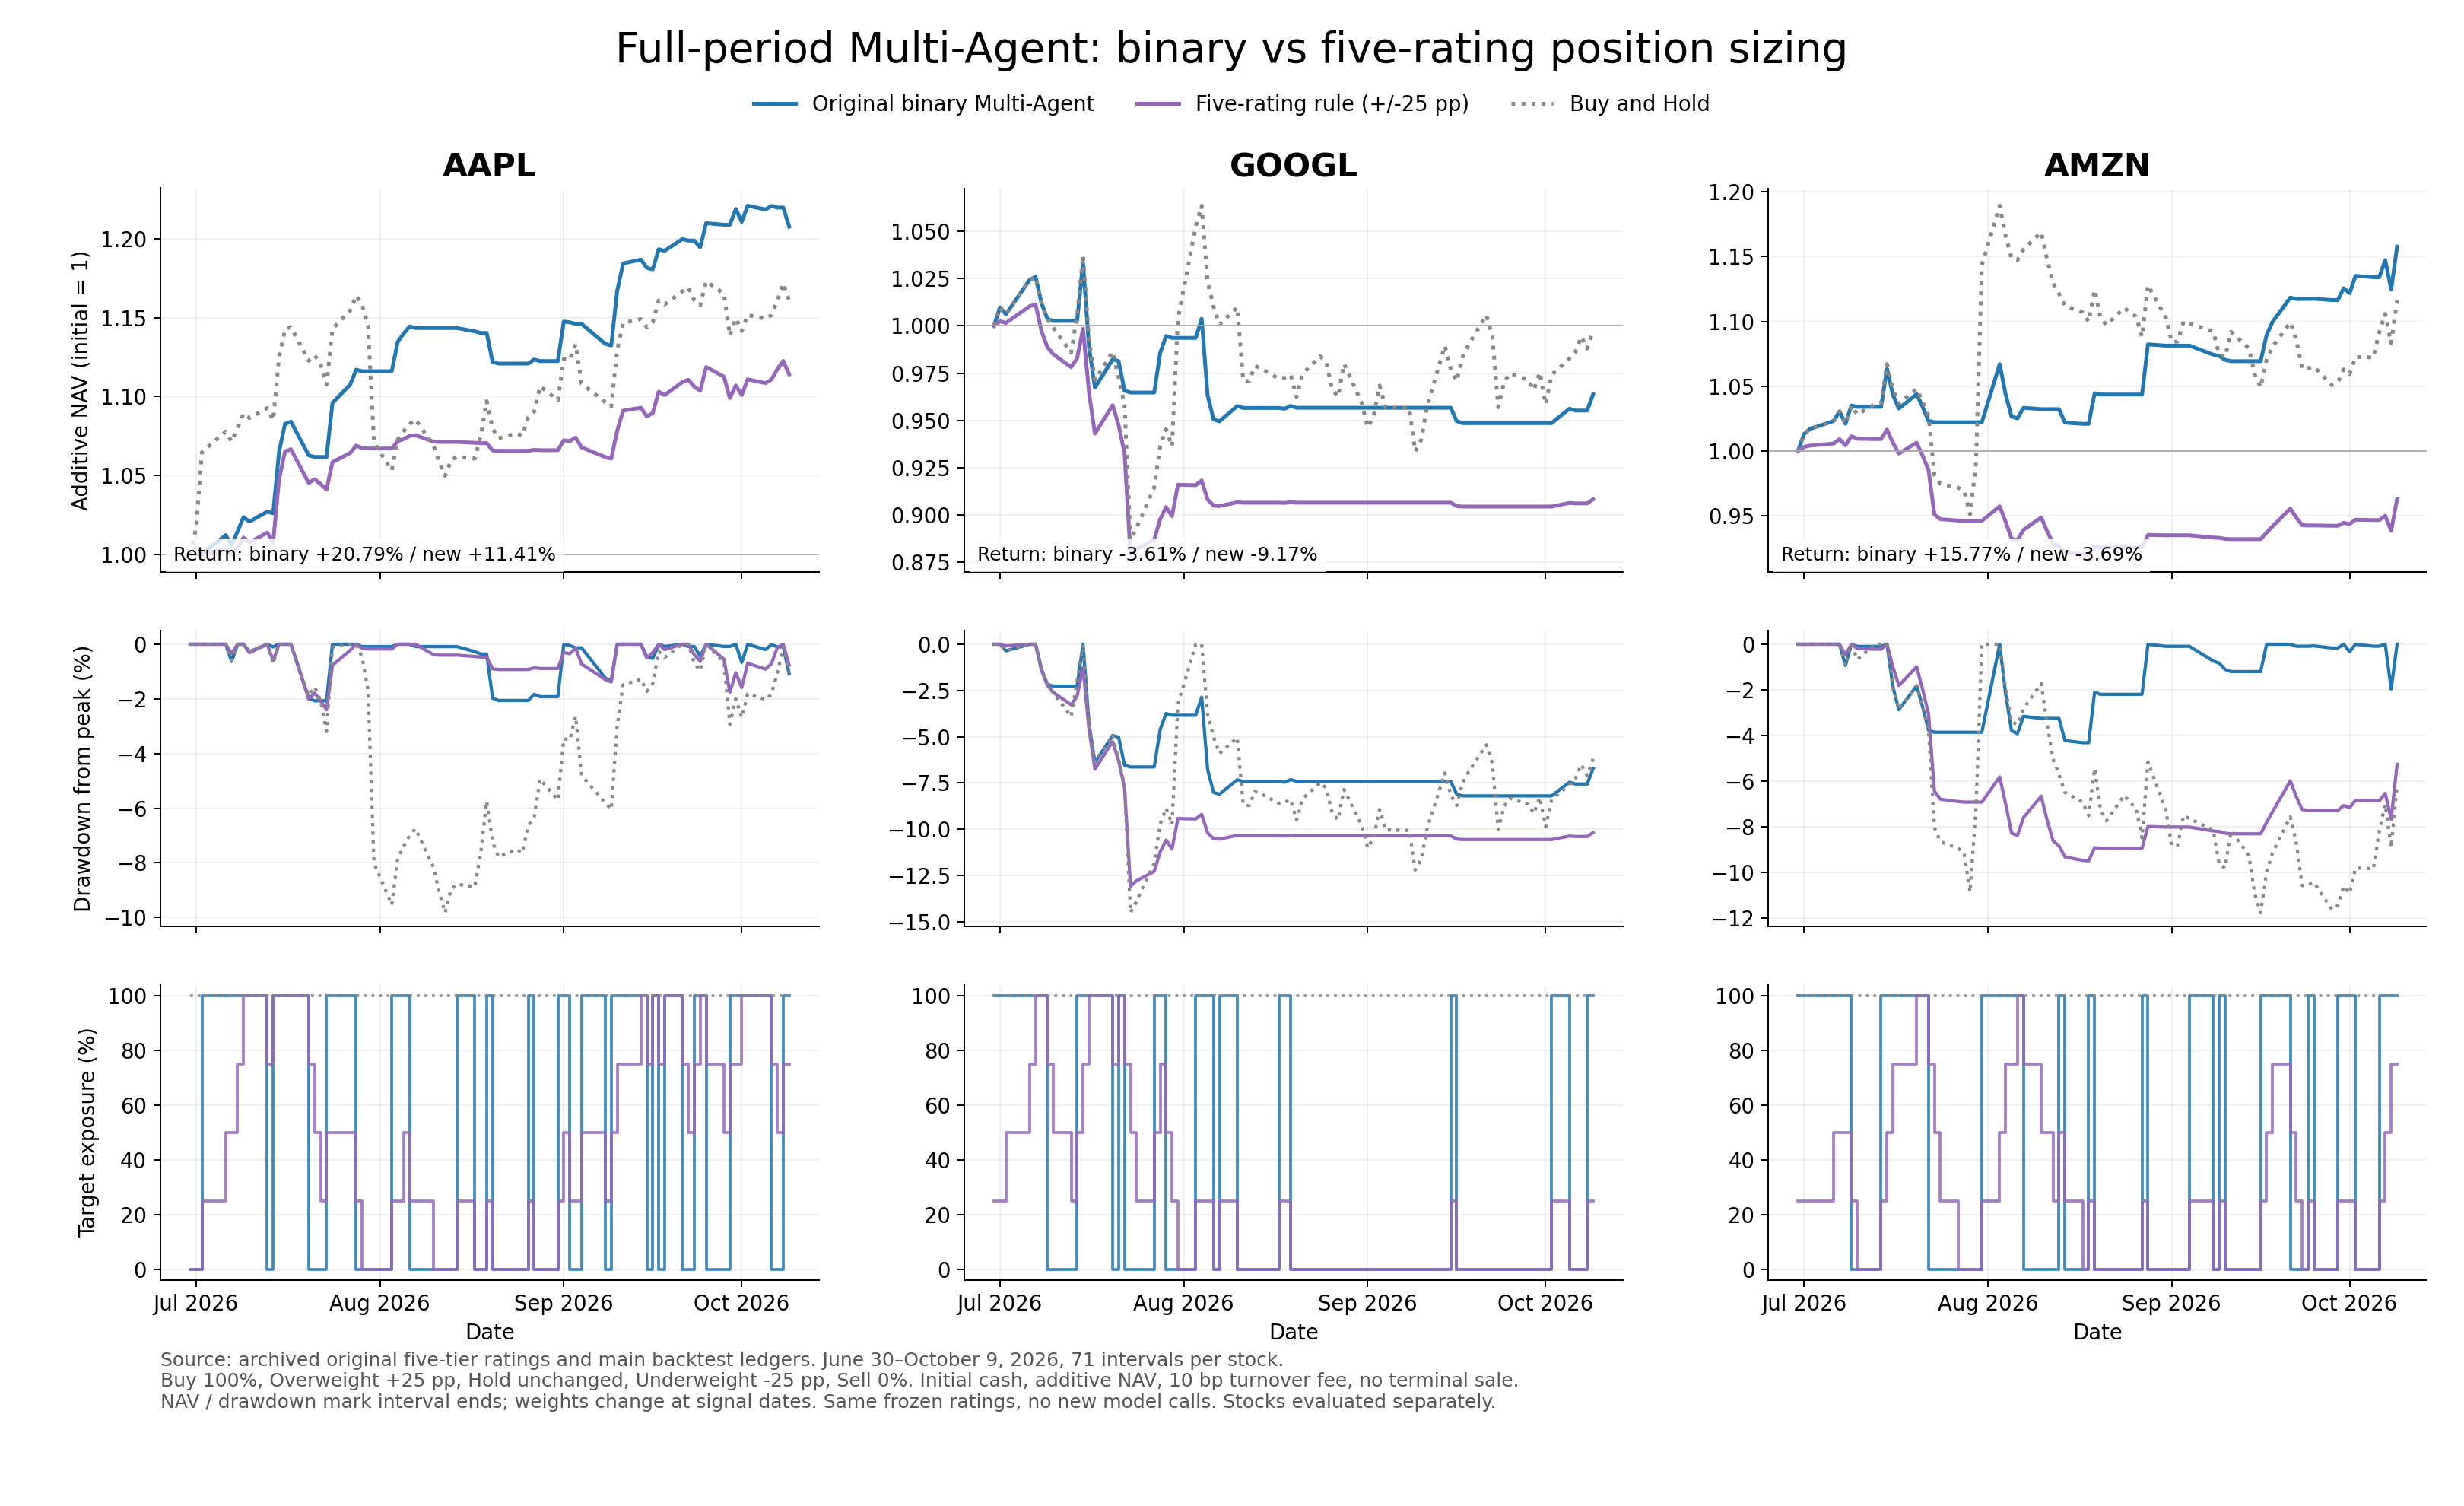 Full-period Multi-Agent: binary vs five-rating position sizing
Original binary Multi-Agent
Five-rating rule (+/-25 pp)
Buy and Hold
AAPL
GOOGL
AMZN
Additive NAV (initial = 1)
1.20
1.15
1.10
1.05
1.00
Return: binary +20.79% / new +11.41%
1.050
1.025
1.000
0.975
0.950
0.925
0.900
0.875
Return: binary -3.61% / new -9.17%
1.20
1.15
1.10
1.05
1.00
0.95
Return: binary +15.77% / new -3.69%
Drawdown from peak (%)
0
−2
−4
−6
−8
−10
0.0
−2.5
−5.0
−7.5
−10.0
−12.5
−15.0
0
−2
−4
−6
−8
−10
−12
Target exposure (%)
100
80
60
40
20
0
Jul 2026
Aug 2026
Sep 2026
Oct 2026
Date
100
80
60
40
20
0
Jul 2026
Aug 2026
Sep 2026
Oct 2026
Date
100
80
60
40
20
0
Jul 2026
Aug 2026
Sep 2026
Oct 2026
Date
Source: archived original five-tier ratings and main backtest ledgers. June 30–October 9, 2026, 71 intervals per stock.
Buy 100%, Overweight +25 pp, Hold unchanged, Underweight -25 pp, Sell 0%. Initial cash, additive NAV, 10 bp turnover fee, no terminal sale.
NAV / drawdown mark interval ends; weights change at signal dates. Same frozen ratings, no new model calls. Stocks evaluated separately.